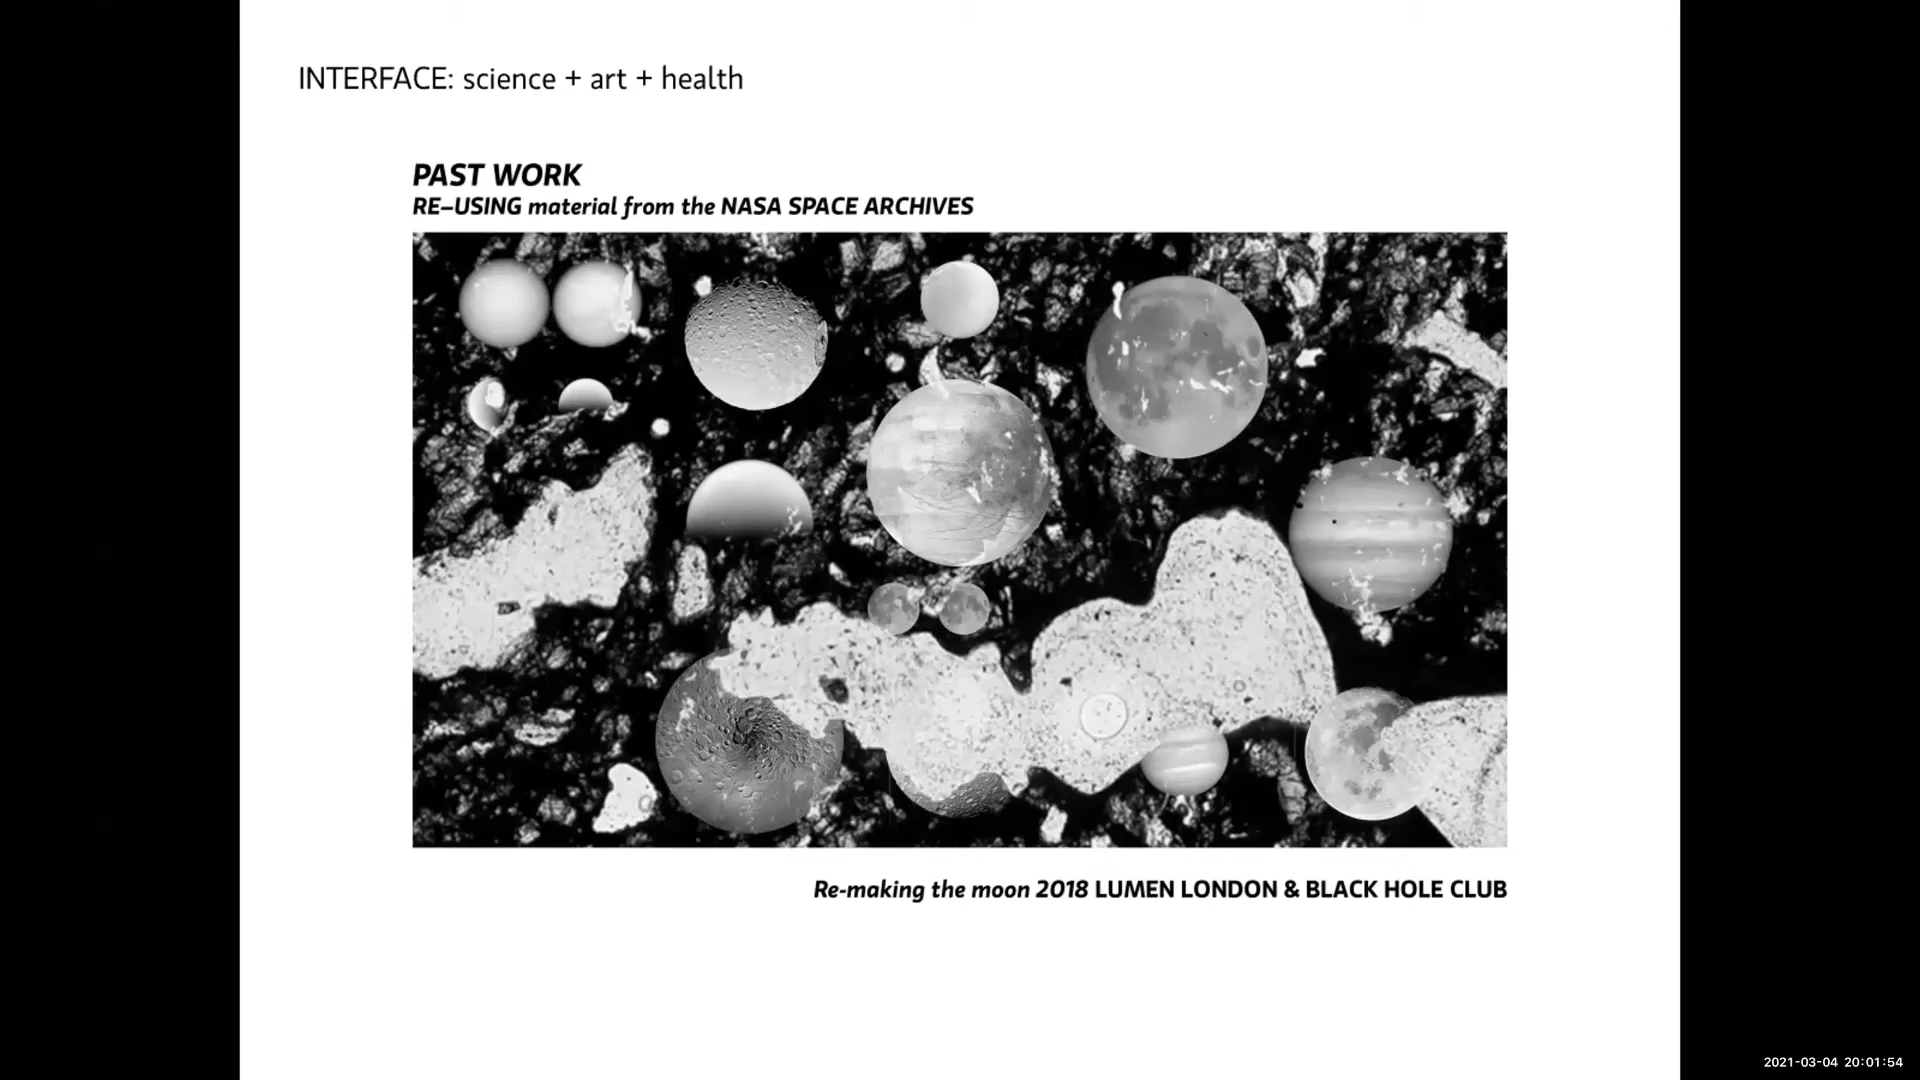 INTERFACE: science + art + health
PAST WORK
RE–USING material from the NASA SPACE ARCHIVES
Re-making the moon 2018 LUMEN LONDON & BLACK HOLE CLUB
2021-03-04 20:01:54